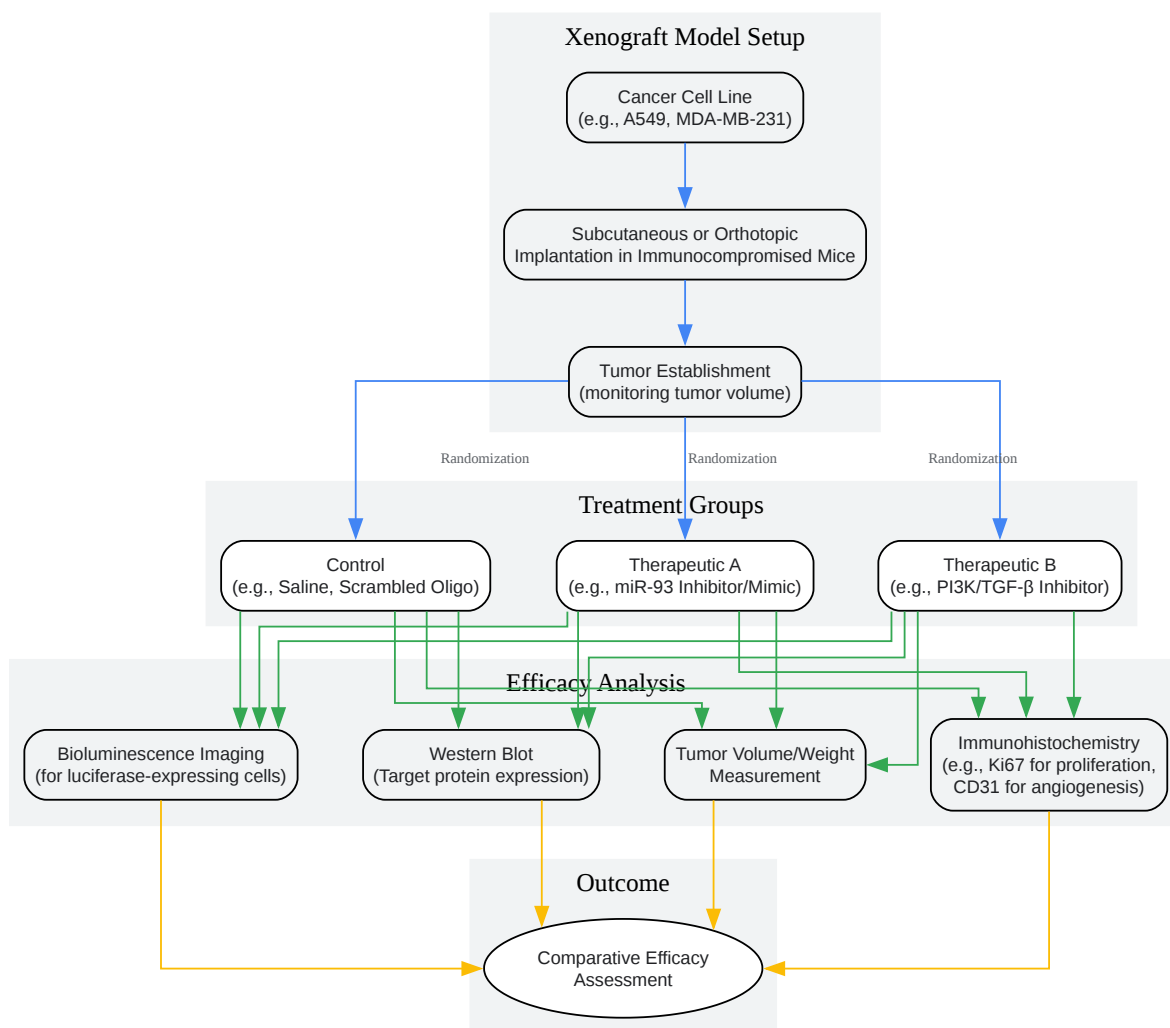 Xenograft Model Setup
Cancer Cell Line
(e.g., A549, MDA-MB-231)
Subcutaneous or Orthotopic
Implantation in Immunocompromised Mice
Tumor Establishment
(monitoring tumor volume)
Randomization
Randomization
Randomization
Treatment Groups
Control
(e.g., Saline, Scrambled Oligo)
Therapeutic A
(e.g., miR-93 Inhibitor/Mimic)
Therapeutic B
(e.g., PI3K/TGF-β Inhibitor)
Efficacy Analysis
Bioluminescence Imaging
(for luciferase-expressing cells)
Western Blot
(Target protein expression)
Tumor Volume/Weight
Measurement
Immunohistochemistry
(e.g., Ki67 for proliferation,
CD31 for angiogenesis)
Outcome
Comparative Efficacy
Assessment